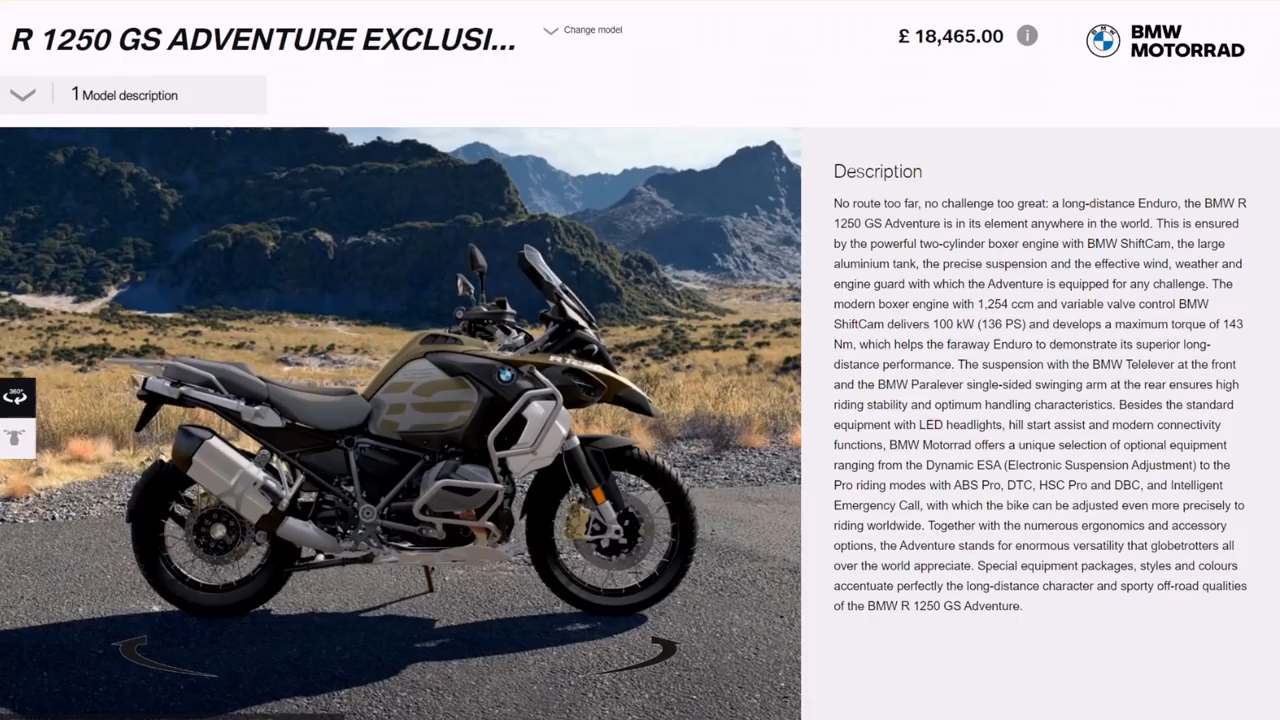 R 1250 GS ADVENTURE EXCLUSI...
Change model
£ 18,465.00
i
BMW
MOTORRAD
1 Model description
360°
Description
No route too far, no challenge too great: a long-distance Enduro, the BMW R
1250 GS Adventure is in its element anywhere in the world. This is ensured
by the powerful two-cylinder boxer engine with BMW ShiftCam, the large
aluminium tank, the precise suspension and the effective wind, weather and
engine guard with which the Adventure is equipped for any challenge. The
modern boxer engine with 1,254 ccm and variable valve control BMW
ShiftCam delivers 100 kW (136 PS) and develops a maximum torque of 143
Nm, which helps the faraway Enduro to demonstrate its superior long-
distance performance. The suspension with the BMW Telelever at the front
and the BMW Paralever single-sided swinging arm at the rear ensures high
riding stability and optimum handling characteristics. Besides the standard
equipment with LED headlights, hill start assist and modern connectivity
functions, BMW Motorrad offers a unique selection of optional equipment
ranging from the Dynamic ESA (Electronic Suspension Adjustment) to the
Pro riding modes with ABS Pro, DTC, HSC Pro and DBC, and Intelligent
Emergency Call, with which the bike can be adjusted even more precisely to
riding worldwide. Together with the numerous ergonomics and accessory
options, the Adventure stands for enormous versatility that globetrotters all
over the world appreciate. Special equipment packages, styles and colours
accentuate perfectly the long-distance character and sporty off-road qualities
of the BMW R 1250 GS Adventure.